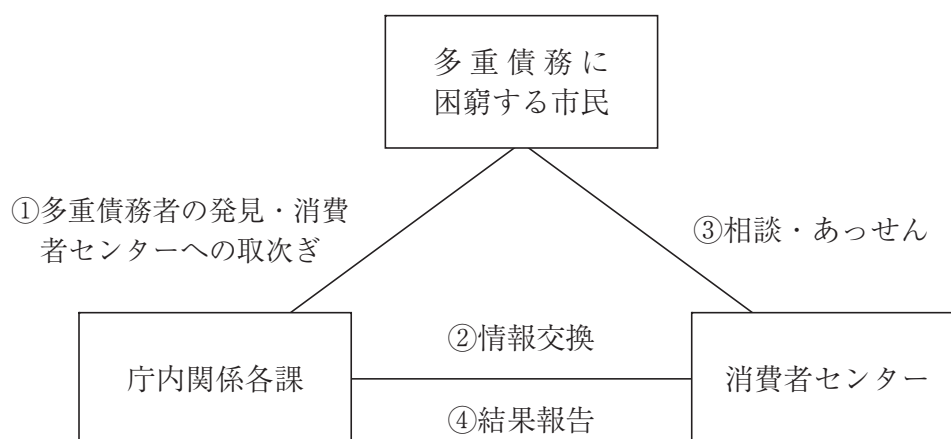 多重債務に
困窮する市民
①多重債務者の発見・消費
者センターへの取次ぎ
③相談・あっせん
②情報交換
庁内関係各課
消費者センター
④結果報告